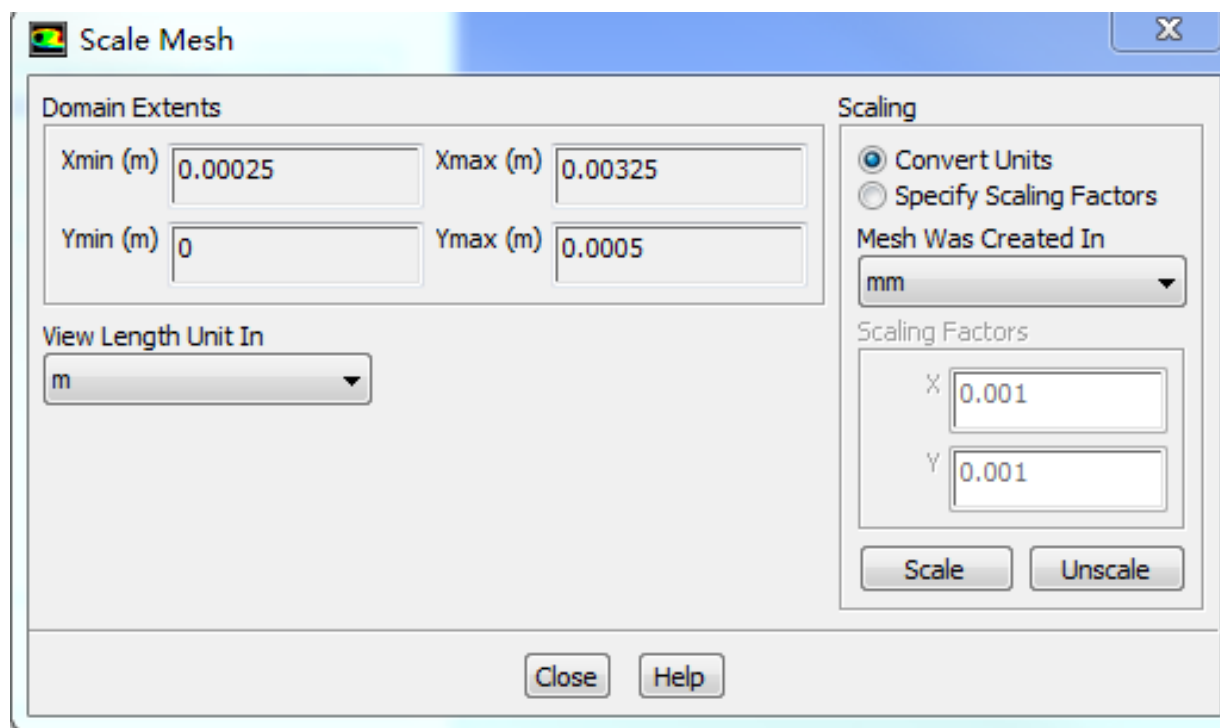 Scale Mesh
Domain Extents
Xmin (m) 0.00025 Xmax (m) 0.00325
Ymin (m) 0 Ymax (m) 0.0005
View Length Unit In
m
Scaling
Convert Units
Specify Scaling Factors
Mesh Was Created In
mm
Scaling Factors
X 0.001
Y 0.001
Scale Unscale
Close Help